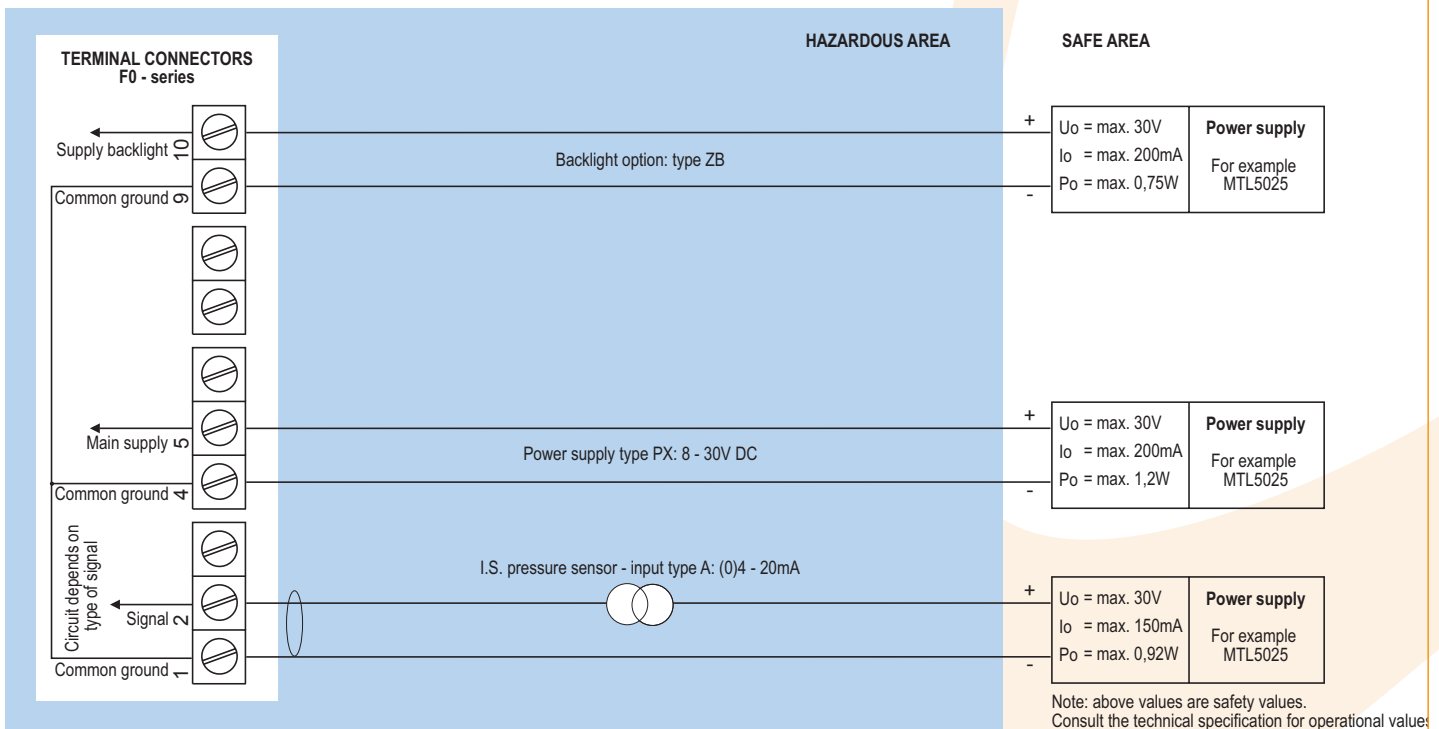 HAZARDOUS AREA
SAFE AREA
TERMINAL CONNECTORS
F0 - series
Supply backlight
10
Common ground
9
Backlight option: type ZB
+
-
Uo = max. 30V
Io = max. 200mA
Po = max. 0,75W
Power supply
For example
MTL5025
Main supply
5
Common ground
4
Power supply type PX: 8 - 30V DC
+
-
Uo = max. 30V
Io = max. 200mA
Po = max. 1,2W
Power supply
For example
MTL5025
Circuit depends on
type of signal
Signal
2
Common ground
1
I.S. pressure sensor - input type A: (0)4 - 20mA
+
-
Uo = max. 30V
Io = max. 150mA
Po = max. 0,92W
Power supply
For example
MTL5025
Note: above values are safety values.
Consult the technical specification for operational values